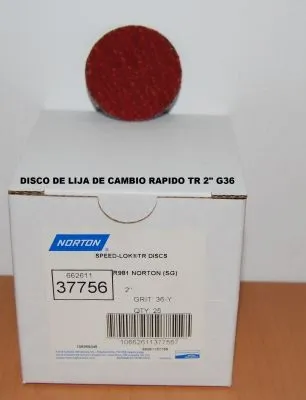 DISCO DE LIJA DE CAMBIO RAPIDO TR 2" G36
NORTON
SPEED-LOK®TR DISCS
R981 NORTON (SG)
662611
37756
2"
GRIT: 36-Y
QTY: 25
10662611377567